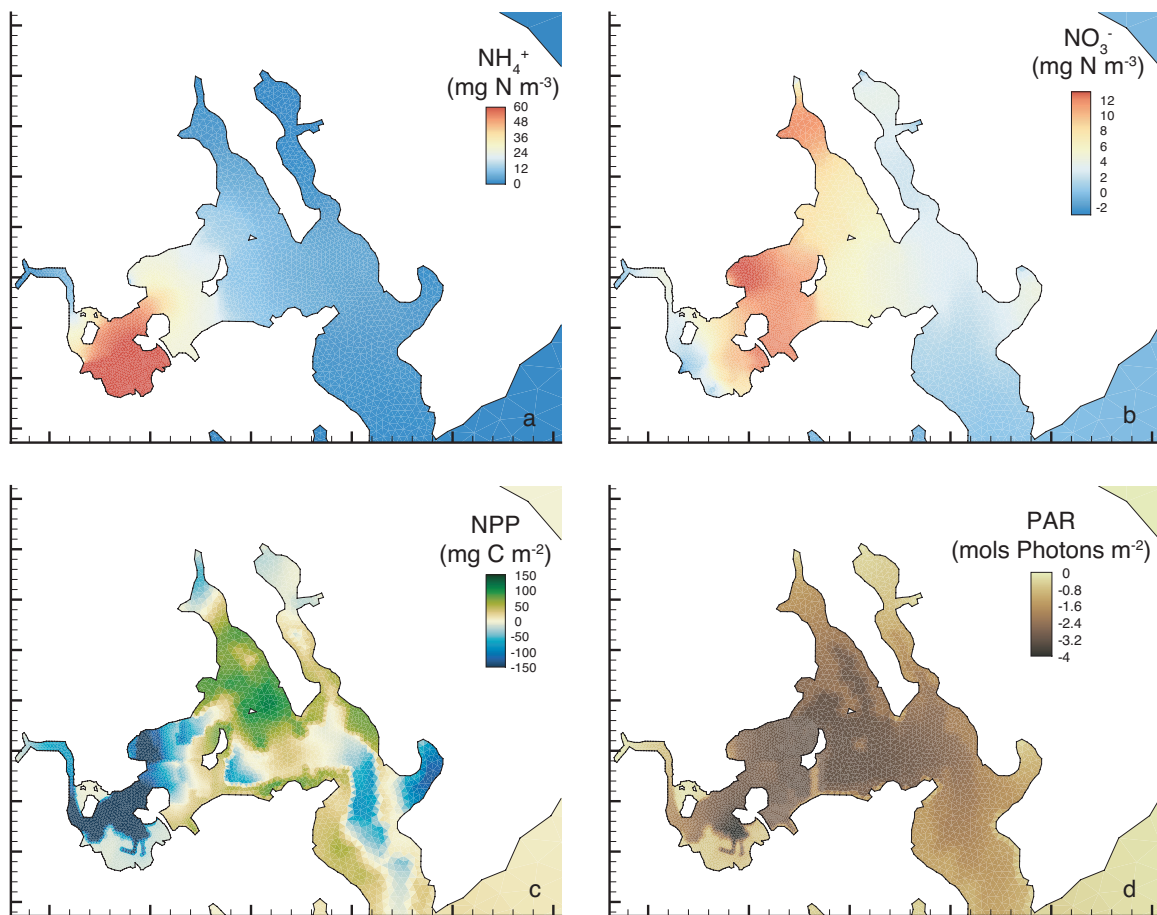 NH₄⁺
(mg N m⁻³)
60
48
36
24
12
0
a
NO₃⁻
(mg N m⁻³)
12
10
8
6
4
2
0
-2
b
NPP
(mg C m⁻²)
150
100
50
0
-50
-100
-150
c
PAR
(mols Photons m⁻²)
0
-0.8
-1.6
-2.4
-3.2
-4
d